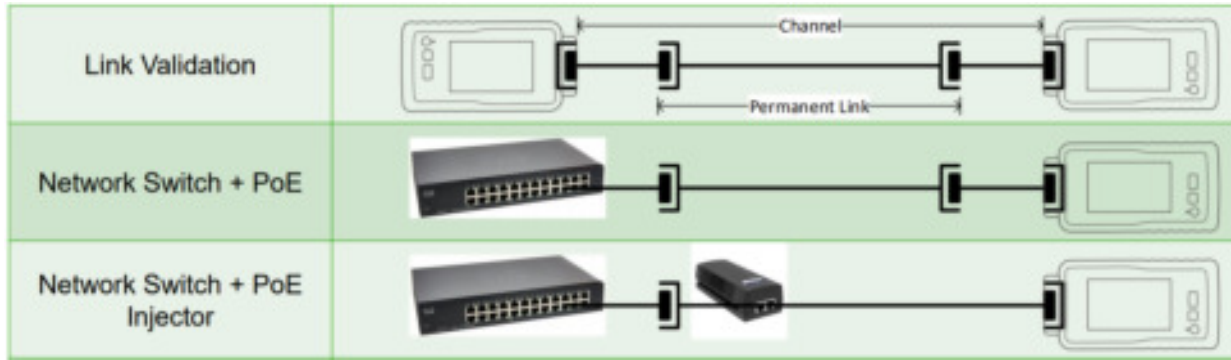 Link Validation
Channel
Permanent Link
Network Switch + PoE
Network Switch + PoE
Injector